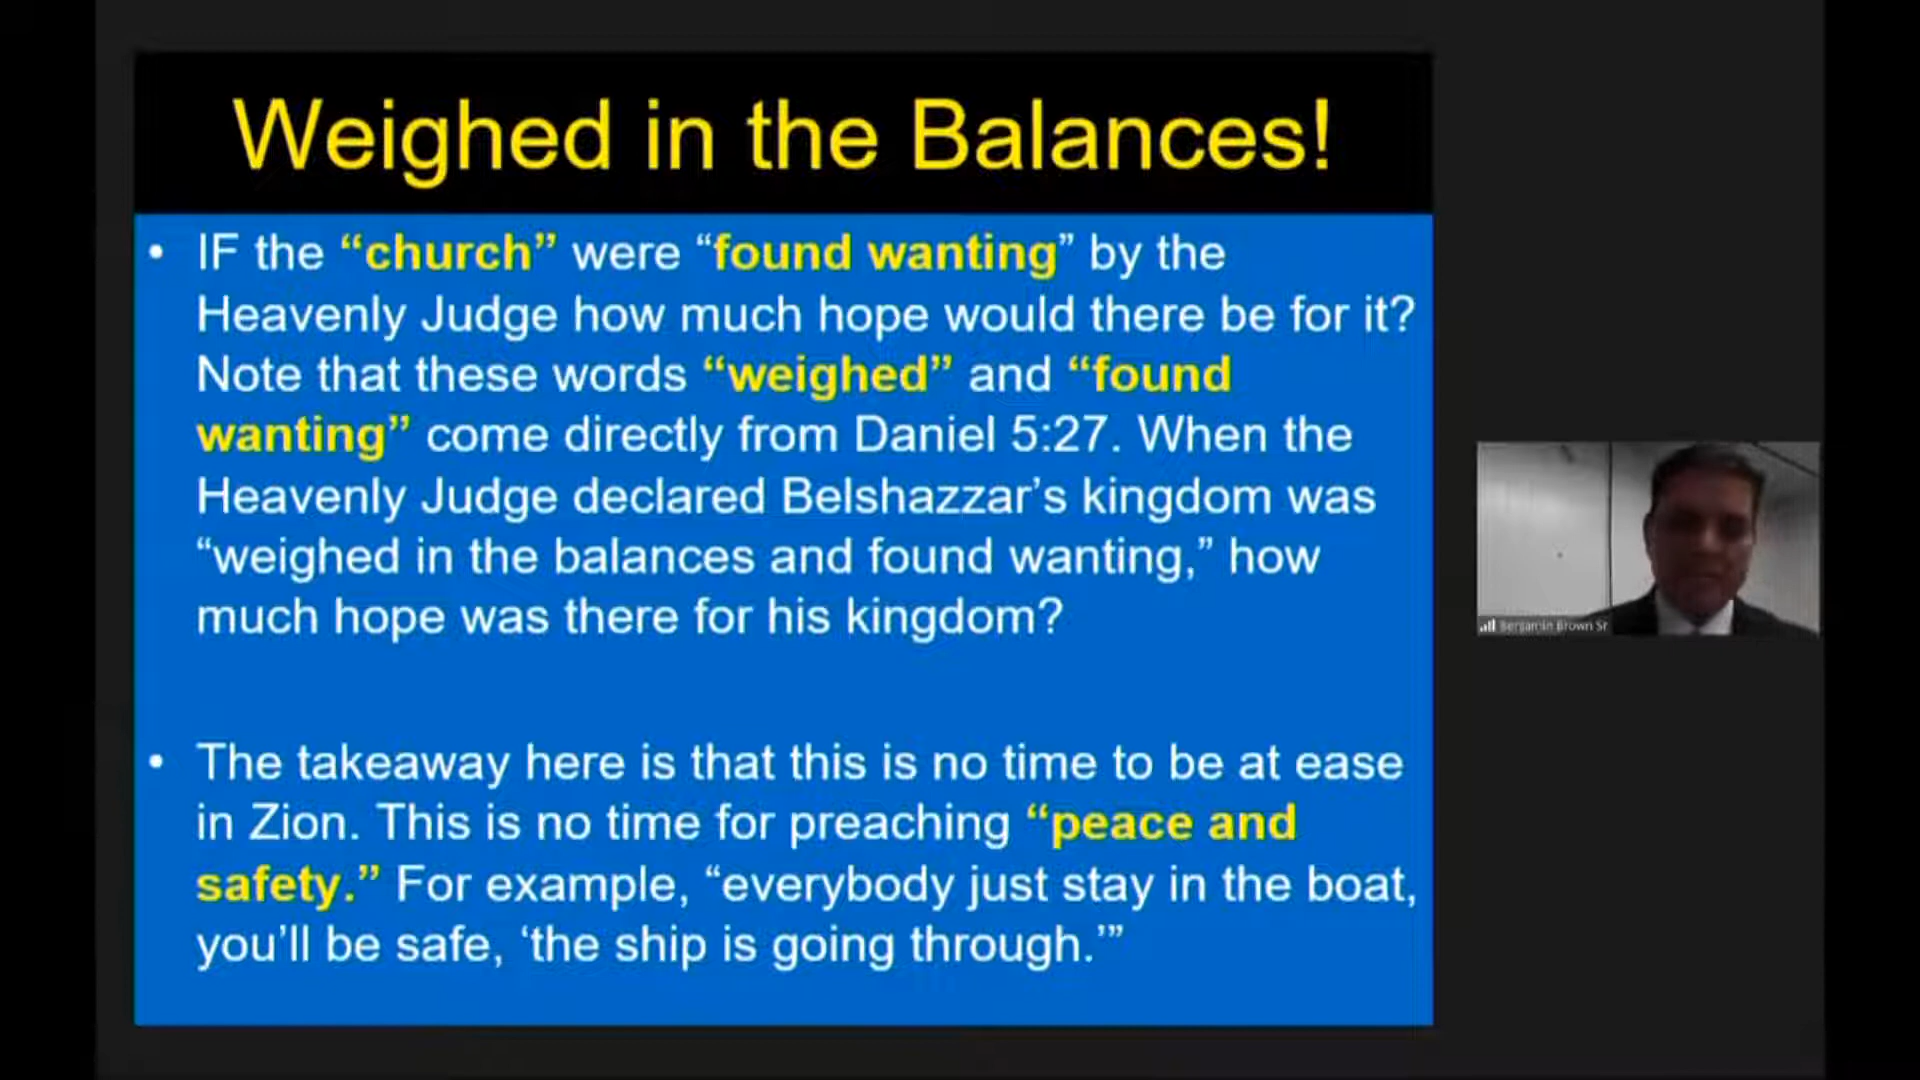 Weighed in the Balances!
• IF the “church” were “found wanting” by the
Heavenly Judge how much hope would there be for it?
Note that these words “weighed” and “found
wanting” come directly from Daniel 5:27. When the
Heavenly Judge declared Belshazzar’s kingdom was
“weighed in the balances and found wanting,” how
much hope was there for his kingdom?
• The takeaway here is that this is no time to be at ease
in Zion. This is no time for preaching “peace and
safety.” For example, “everybody just stay in the boat,
you’ll be safe, ‘the ship is going through.’”
Benjamin Brown Sr